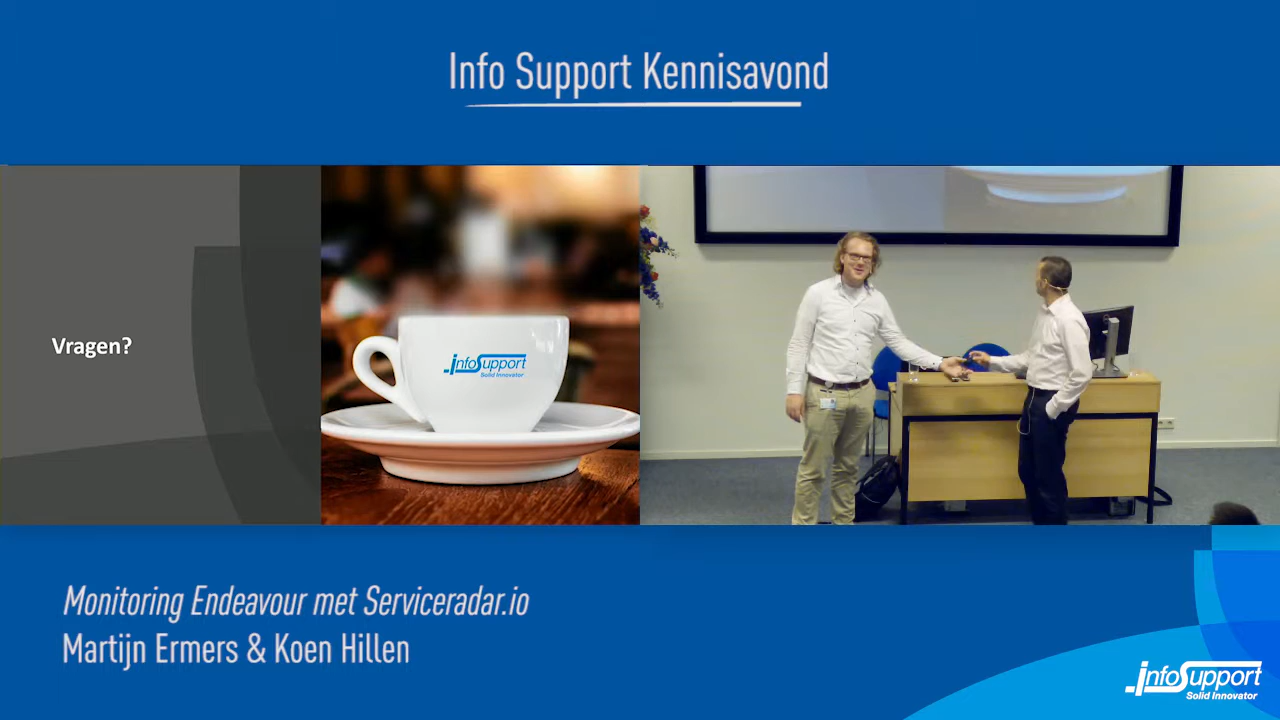 Info Support Kennisavond
Vragen?
infoSupport
Solid Innovator
Monitoring Endeavour met Serviceradar.io
Martijn Ermers & Koen Hillen
infoSupport
Solid Innovator